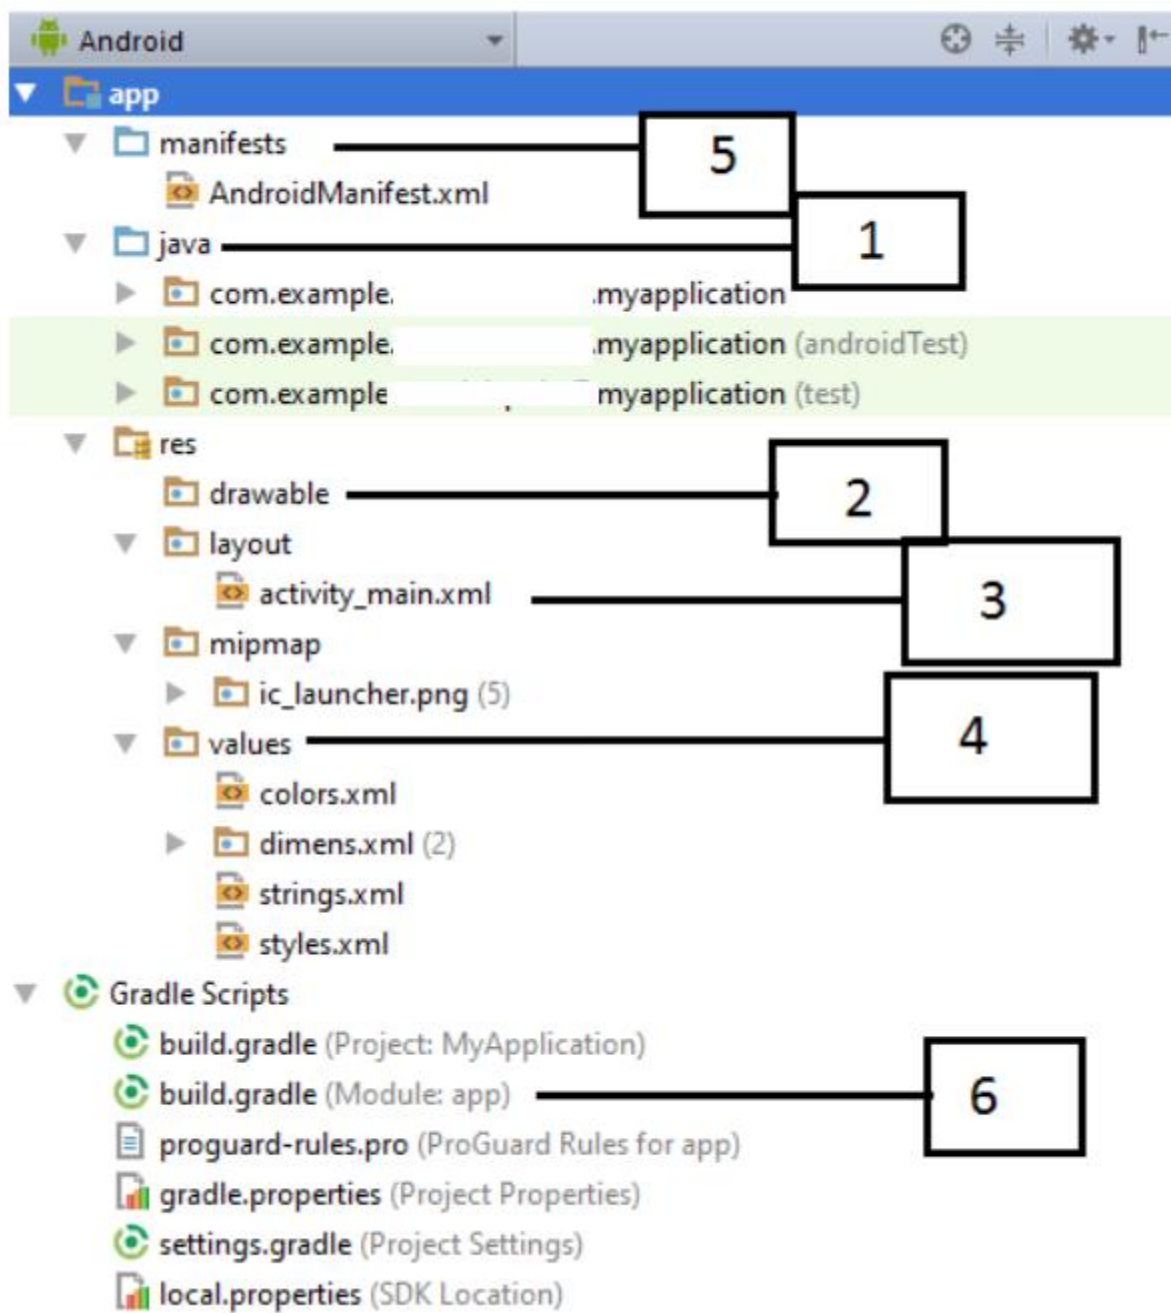 Android
app
manifests
5
AndroidManifest.xml
java
1
com.example. .myapplication
com.example. .myapplication (androidTest)
com.example myapplication (test)
res
drawable
2
layout
activity_main.xml
3
mipmap
ic_launcher.png (5)
values
4
colors.xml
dimens.xml (2)
strings.xml
styles.xml
Gradle Scripts
build.gradle (Project: MyApplication)
build.gradle (Module: app)
6
proguard-rules.pro (ProGuard Rules for app)
gradle.properties (Project Properties)
settings.gradle (Project Settings)
local.properties (SDK Location)